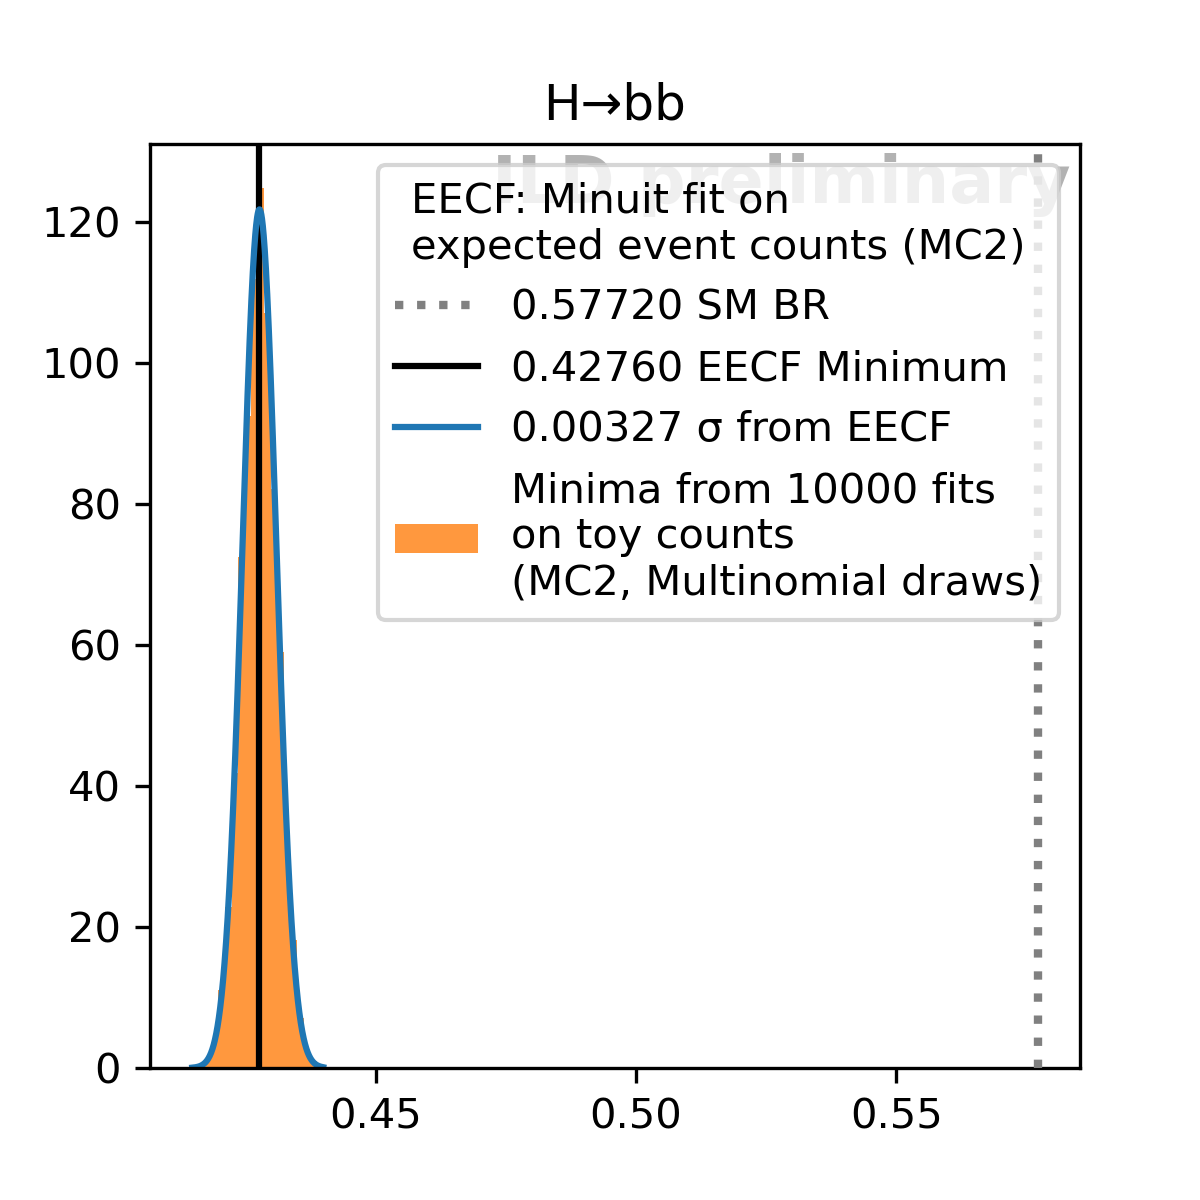 H→bb
ILD preliminary
EECF: Minuit fit on
expected event counts (MC2)
0.57720 SM BR
0.42760 EECF Minimum
0.00327 σ from EECF
Minima from 10000 fits
on toy counts
(MC2, Multinomial draws)
120
100
80
60
40
20
0
0.45
0.50
0.55